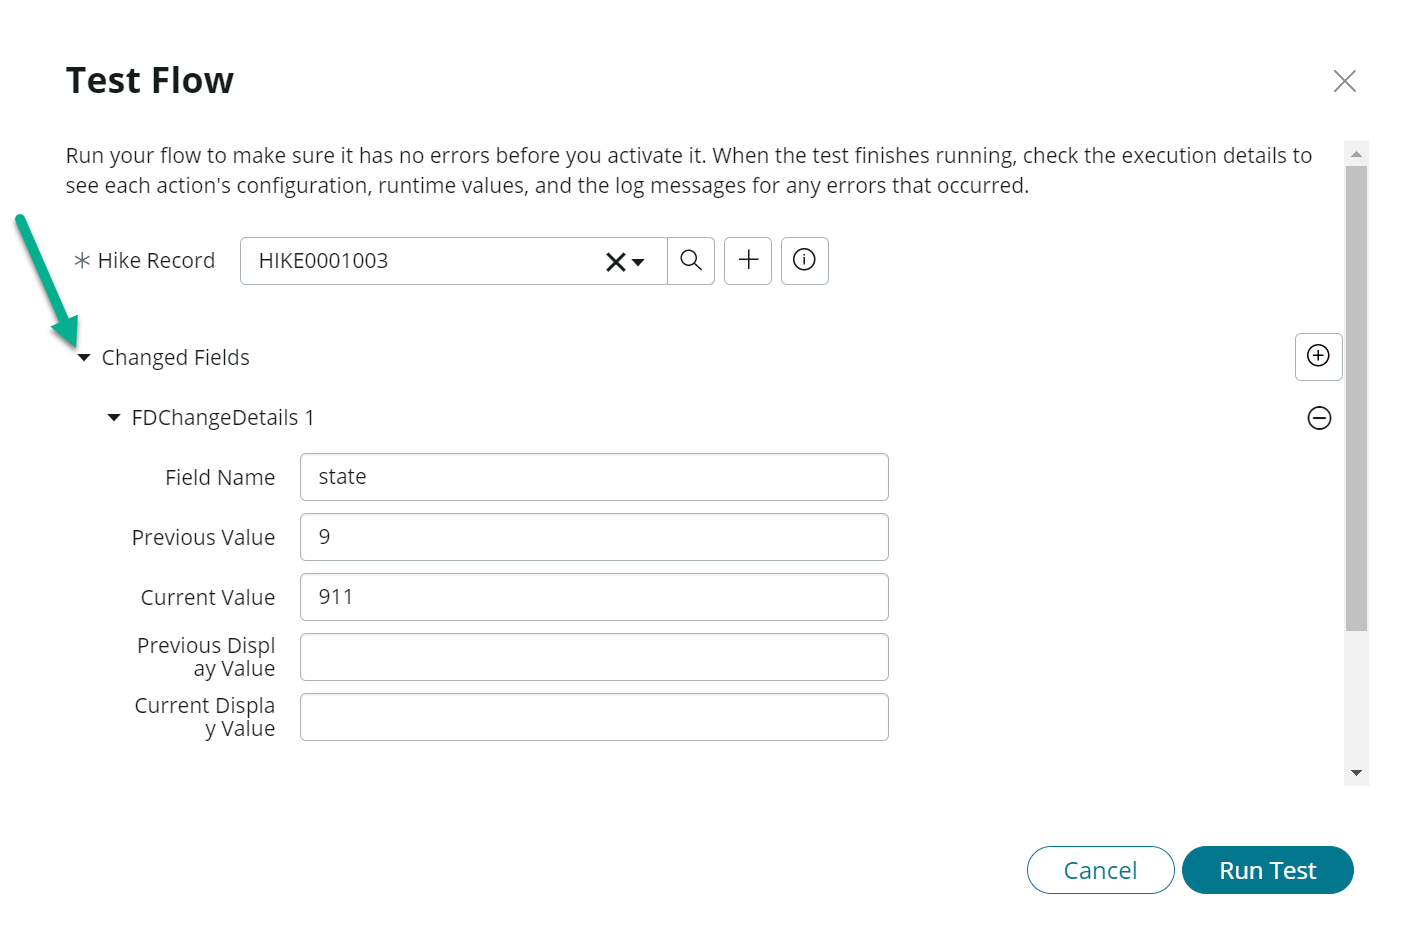 Test Flow
Run your flow to make sure it has no errors before you activate it. When the test finishes running, check the execution details to
see each action's configuration, runtime values, and the log messages for any errors that occurred.
Hike Record HIKE0001003
Changed Fields
FDChangeDetails 1
Field Name state
Previous Value 9
Current Value 911
Previous Displ
ay Value
Current Displa
y Value
Cancel Run Test